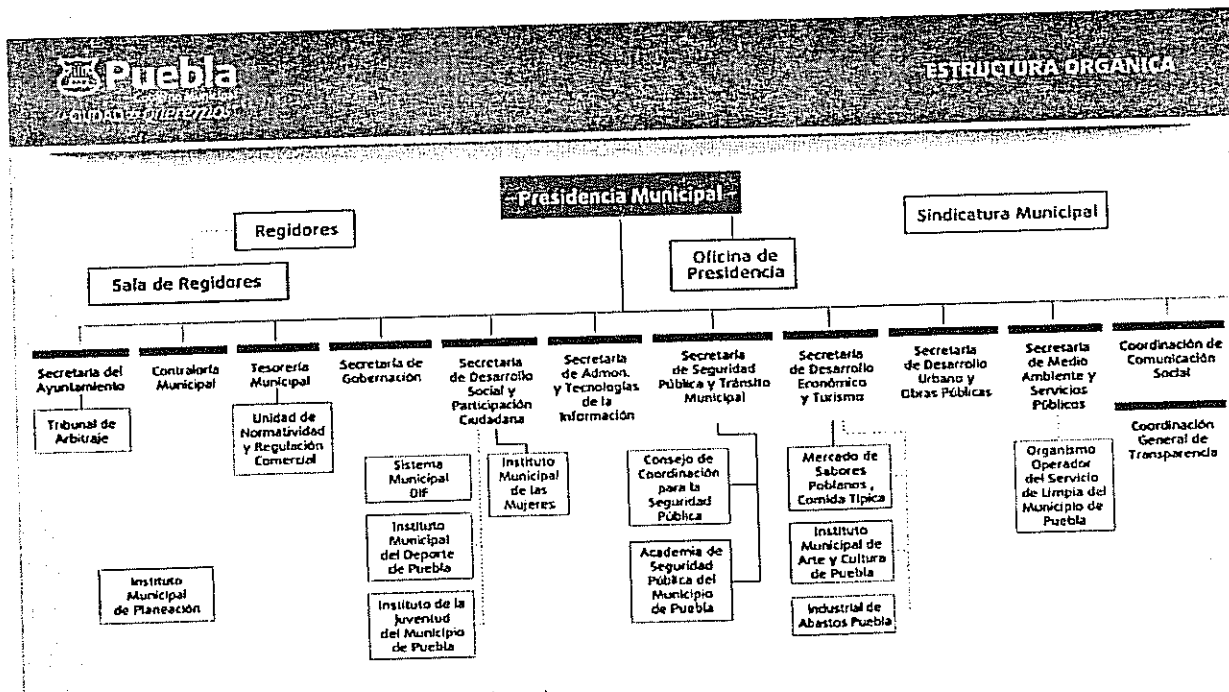 Puebla
CIUDAD que queremos
ESTRUCTURA ORGÁNICA
Presidencia Municipal
Regidores
Sala de Regidores
Oficina de
Presidencia
Sindicatura Municipal
Secretaría del
Ayuntamiento
Tribunal de
Arbitraje
Contraloría
Municipal
Tesorería
Municipal
Unidad de
Normatividad
y Regulación
Comercial
Secretaría de
Gobernación
Secretaría
de Desarrollo
Social y
Participación
Ciudadana
Sistema
Municipal
DIF
Instituto
Municipal
del Deporte
de Puebla
Instituto de la
Juventud
del Municipio
de Puebla
Instituto
Municipal
de las
Mujeres
Secretaría
de Admon.
y Tecnologías
de la
Información
Secretaría
de Seguridad
Pública y Tránsito
Municipal
Consejo de
Coordinación
para la
Seguridad
Pública
Academia de
Seguridad
Pública del
Municipio
de Puebla
Secretaría
de Desarrollo
Económico
y Turismo
Mercado de
Sabores
Poblanos,
Comida Típica
Instituto
Municipal de
Arte y Cultura
de Puebla
Industrial de
Abastos Puebla
Secretaría
de Desarrollo
Urbano y
Obras Públicas
Secretaría
de Medio
Ambiente y
Servicios
Públicos
Organismo
Operador
del Servicio
de Limpia del
Municipio de
Puebla
Coordinación de
Comunicación
Social
Coordinación
General de
Transparencia
Instituto
Municipal
de Planeación